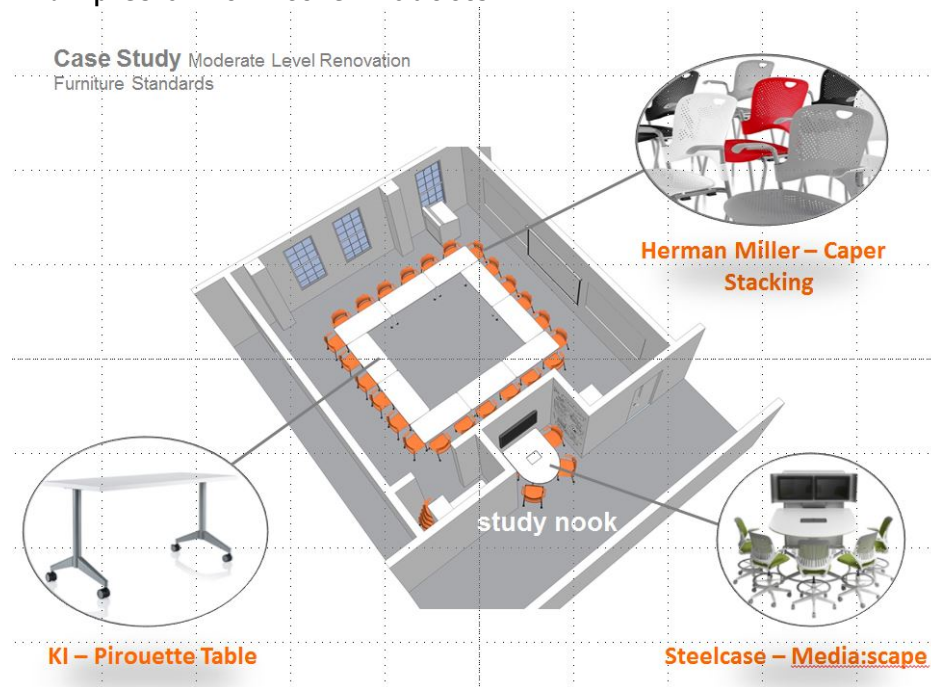 Case Study Moderate Level Renovation
Furniture Standards
Herman Miller – Caper
Stacking
study nook
KI – Pirouette Table
Steelcase – Media:scape